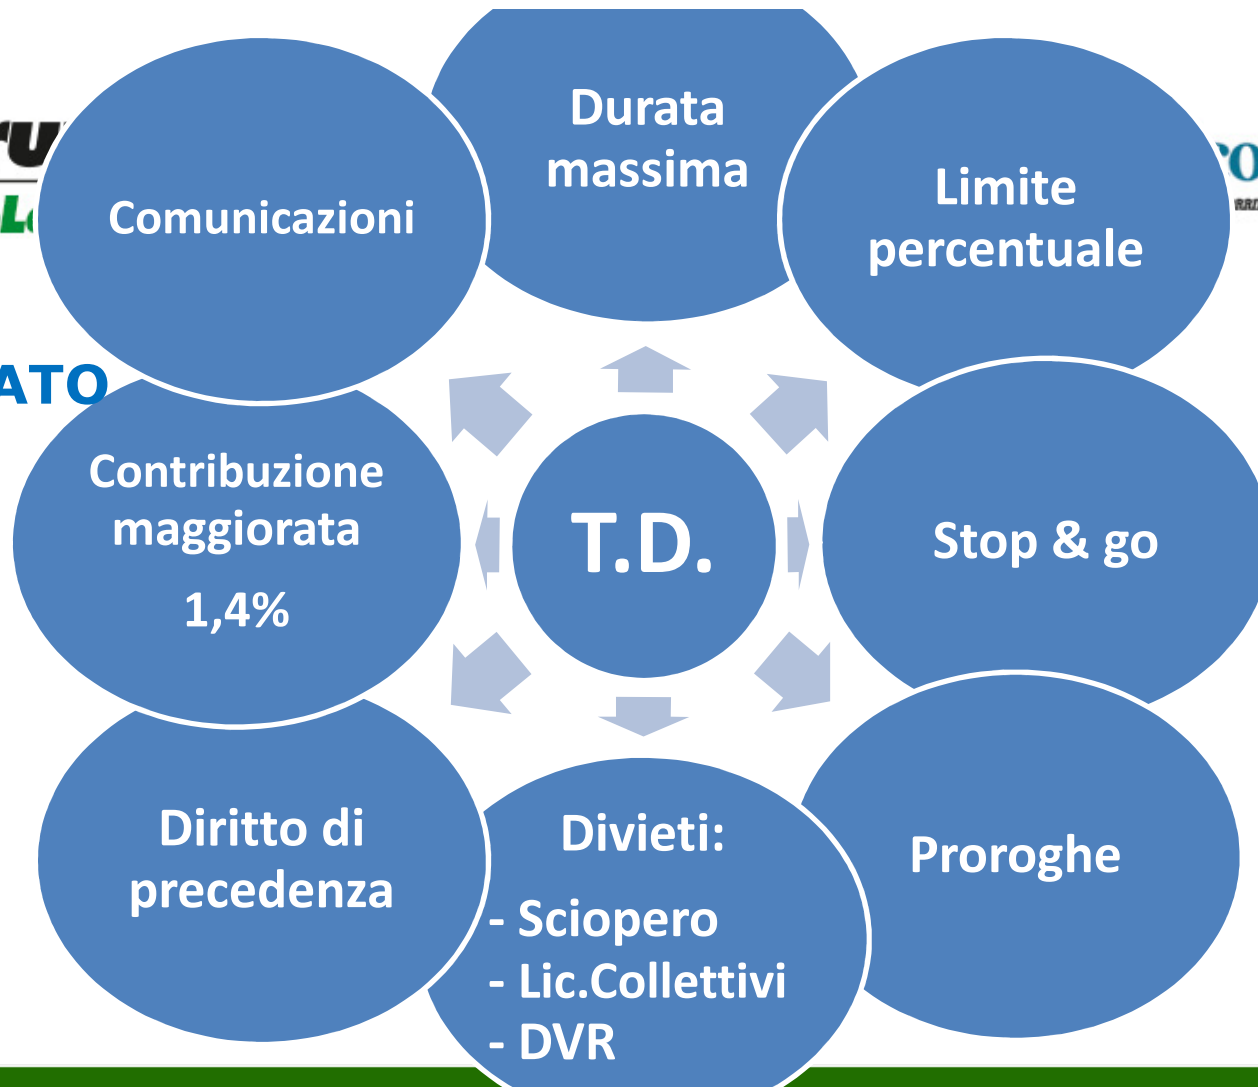 Durata
massima
Limite
percentuale
Comunicazioni
ATO
Contribuzione
maggiorata
1,4%
T.D.
Stop & go
Diritto di
precedenza
Divieti:
- Sciopero
- Lic.Collettivi
- DVR
Proroghe